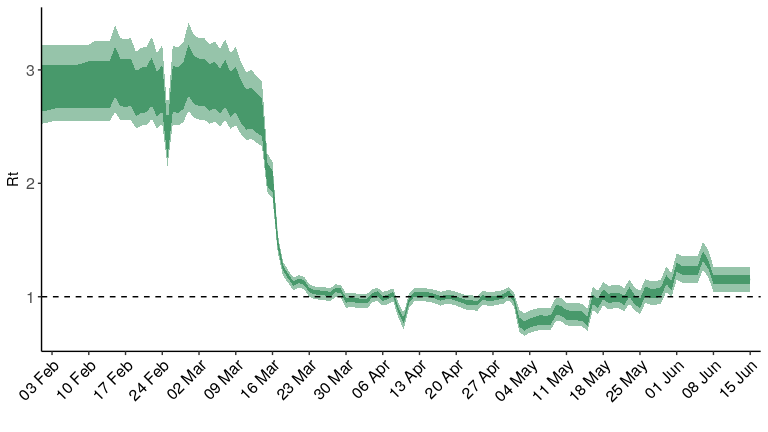 Rt
3
2
1
03 Feb
10 Feb
17 Feb
24 Feb
02 Mar
09 Mar
16 Mar
23 Mar
30 Mar
06 Apr
13 Apr
20 Apr
27 Apr
04 May
11 May
18 May
25 May
01 Jun
08 Jun
15 Jun